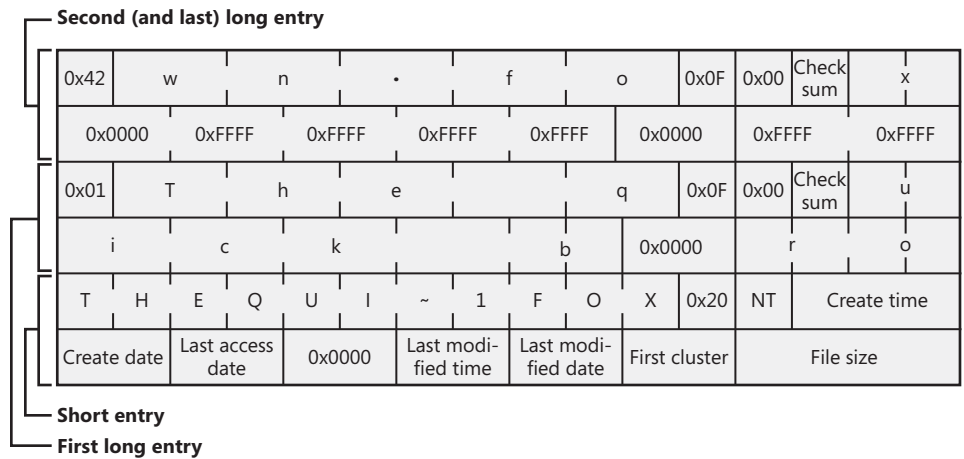 Second (and last) long entry
0x42 w n • f o 0x0F 0x00 Check sum x
0x0000 0xFFFF 0xFFFF 0xFFFF 0xFFFF 0x0000 0xFFFF 0xFFFF
0x01 T h e q 0x0F 0x00 Check sum u
i c k b 0x0000 r o
T H E Q U I ~ 1 F O X 0x20 NT Create time
Create date Last access date 0x0000 Last modi- fied time Last modi- fied date First cluster File size
Short entry
First long entry